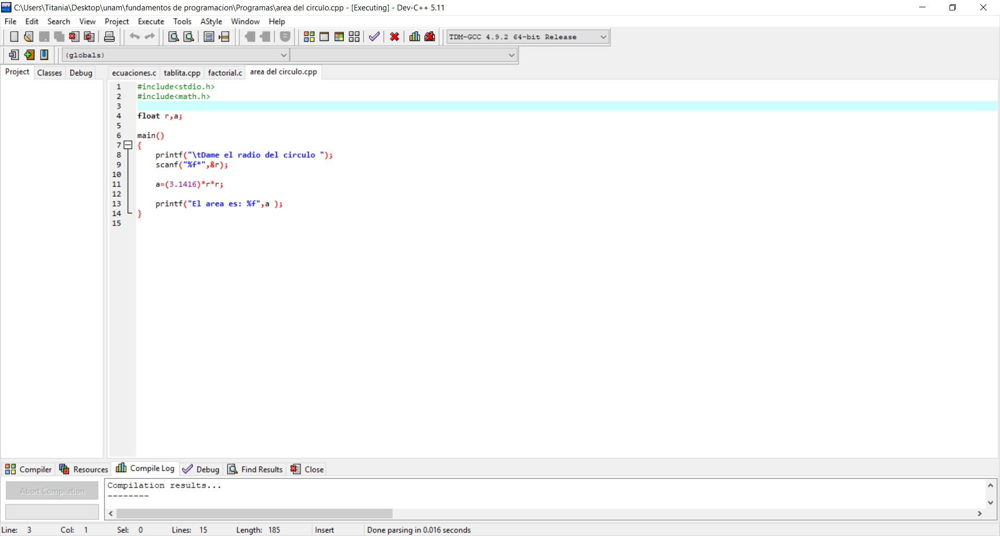 C:\Users\Titania\Desktop\unam\fundamentos de programacion\Programas\area del circulo.cpp - [Executing] - Dev-C++ 5.11
File Edit Search View Project Execute Tools AStyle Window Help
TDM-GCC 4.9.2 64-bit Release
(globals)
Project Classes Debug
ecuaciones.c tablita.cpp factorial.c area del circulo.cpp
1 #include<stdio.h>
2 #include<math.h>
3
4 float r,a;
5
6 main()
7 {
8 printf("\tDame el radio del circulo ");
9 scanf("%f*",&r);
10
11 a=(3.1416)*r*r;
12
13 printf("El area es: %f",a );
14 }
15
Compiler Resources Compile Log Debug Find Results Close
Abort Compilation
Compilation results...
--------
Line: 3 Col: 1 Sel: 0 Lines: 15 Length: 185 Insert Done parsing in 0.016 seconds